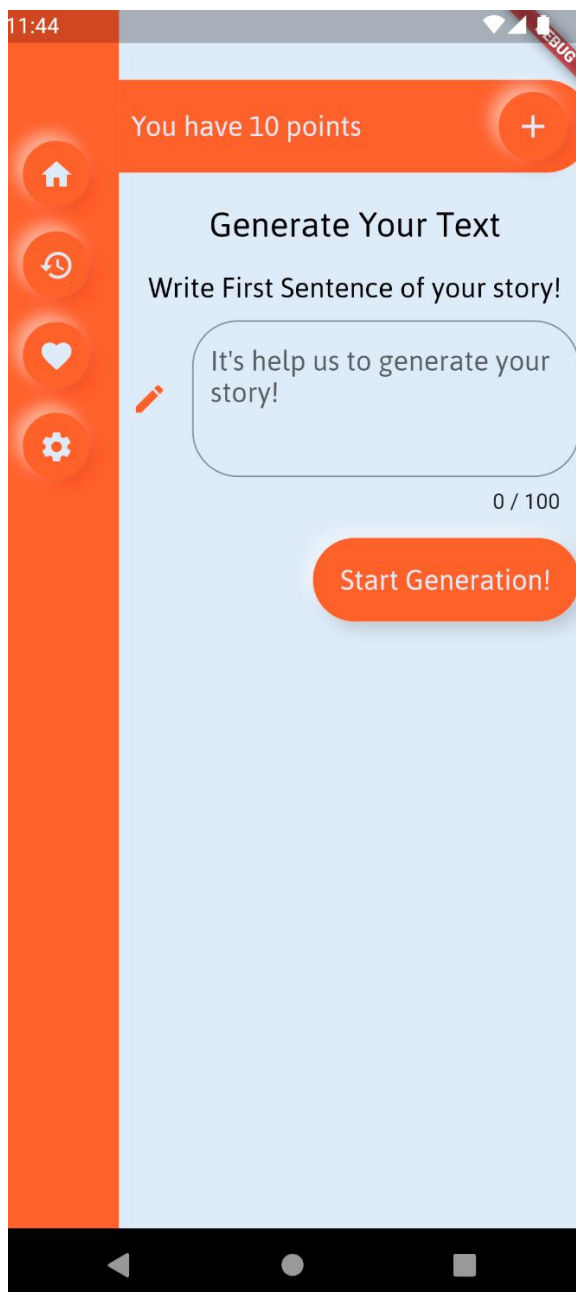 11:44
DEBUG
You have 10 points
Generate Your Text
Write First Sentence of your story!
It's help us to generate your
story!
0 / 100
Start Generation!